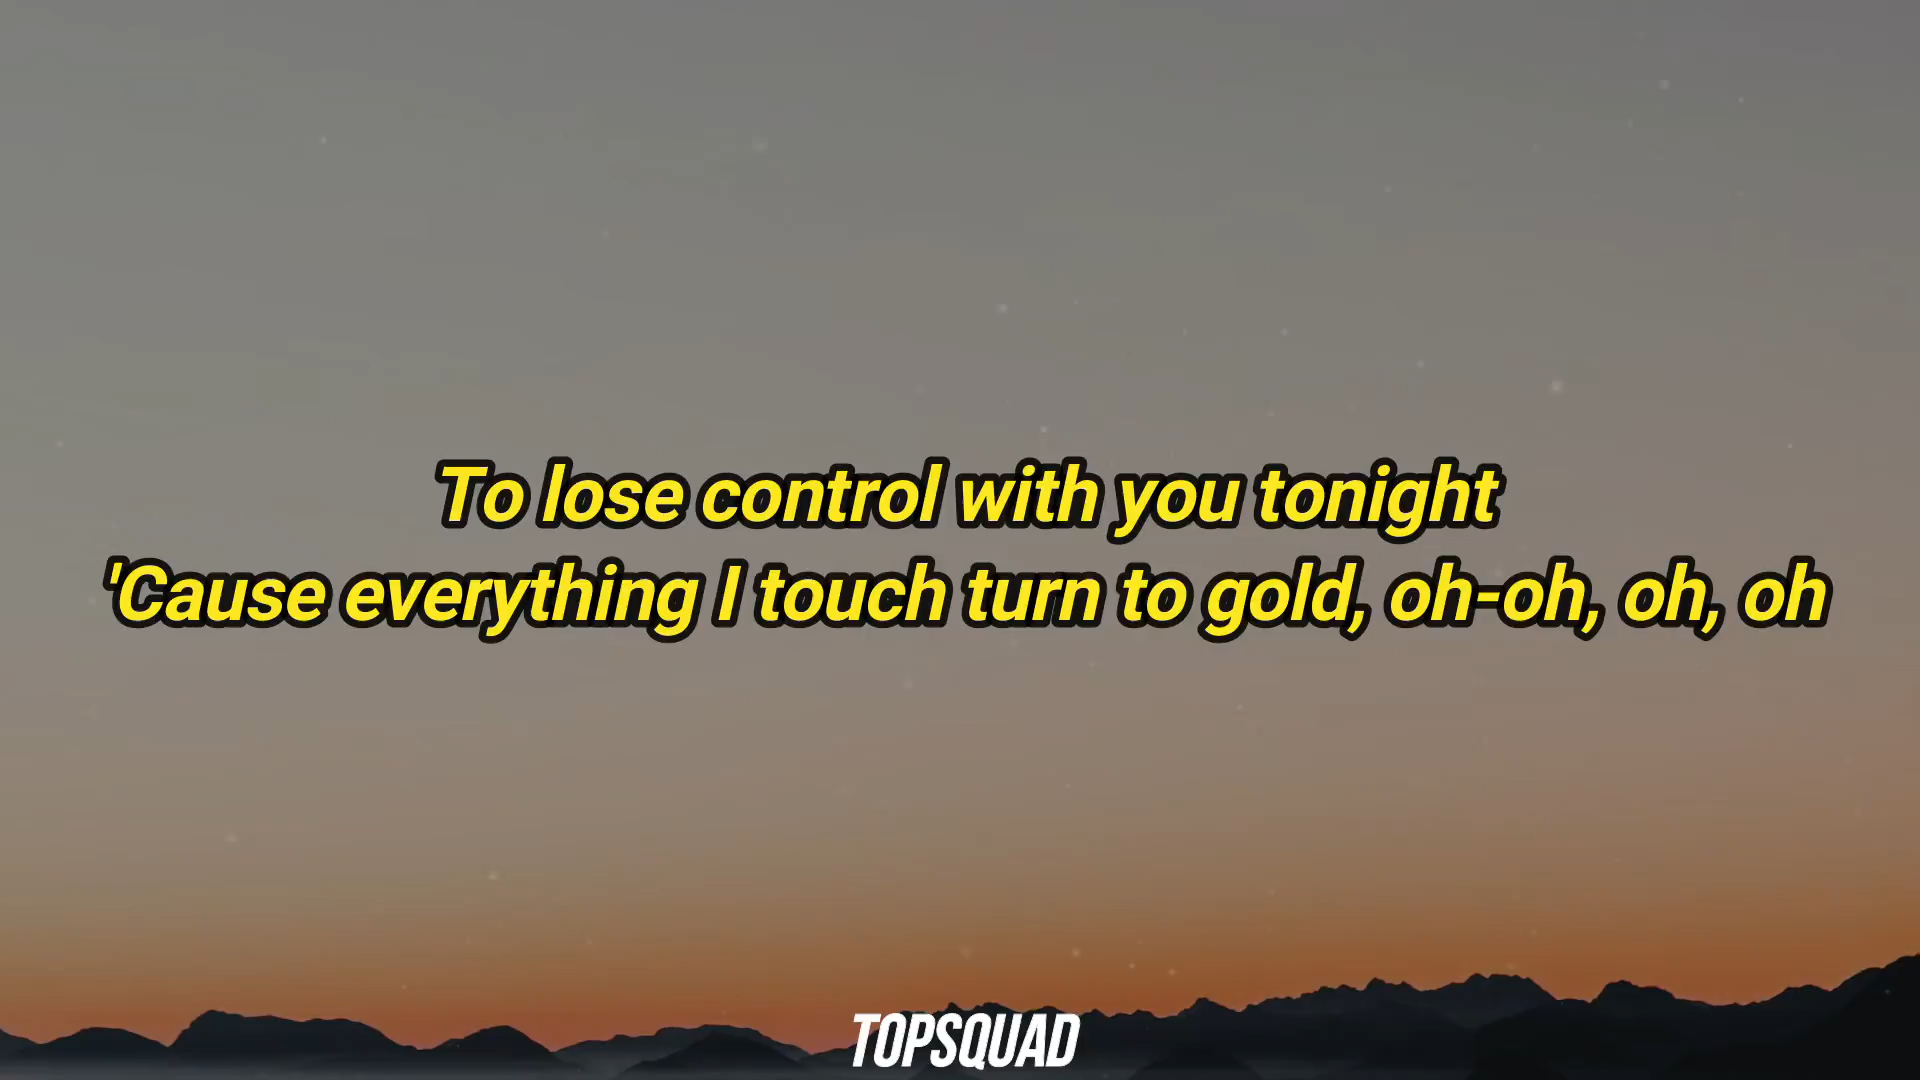 To lose control with you tonight
'Cause everything I touch turn to gold, oh-oh, oh, oh
TOPSQUAD